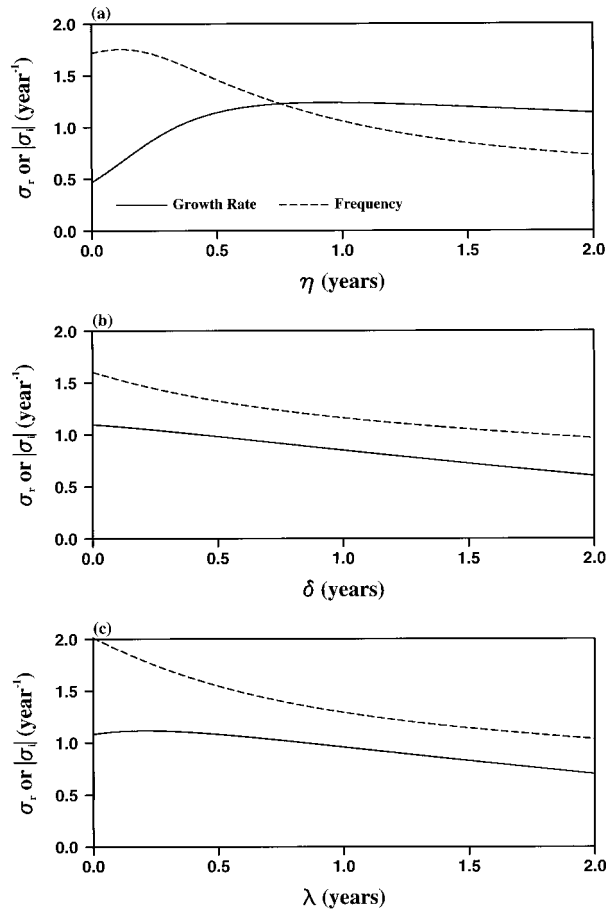 (a)
2.0
1.5
1.0
0.5
0.0
σr or |σi| (year-1)
Growth Rate Frequency
0.0 0.5 1.0 1.5 2.0
η (years)
(b)
2.0
1.5
1.0
0.5
0.0
σr or |σi| (year-1)
0.0 0.5 1.0 1.5 2.0
δ (years)
(c)
2.0
1.5
1.0
0.5
0.0
σr or |σi| (year-1)
0.0 0.5 1.0 1.5 2.0
λ (years)